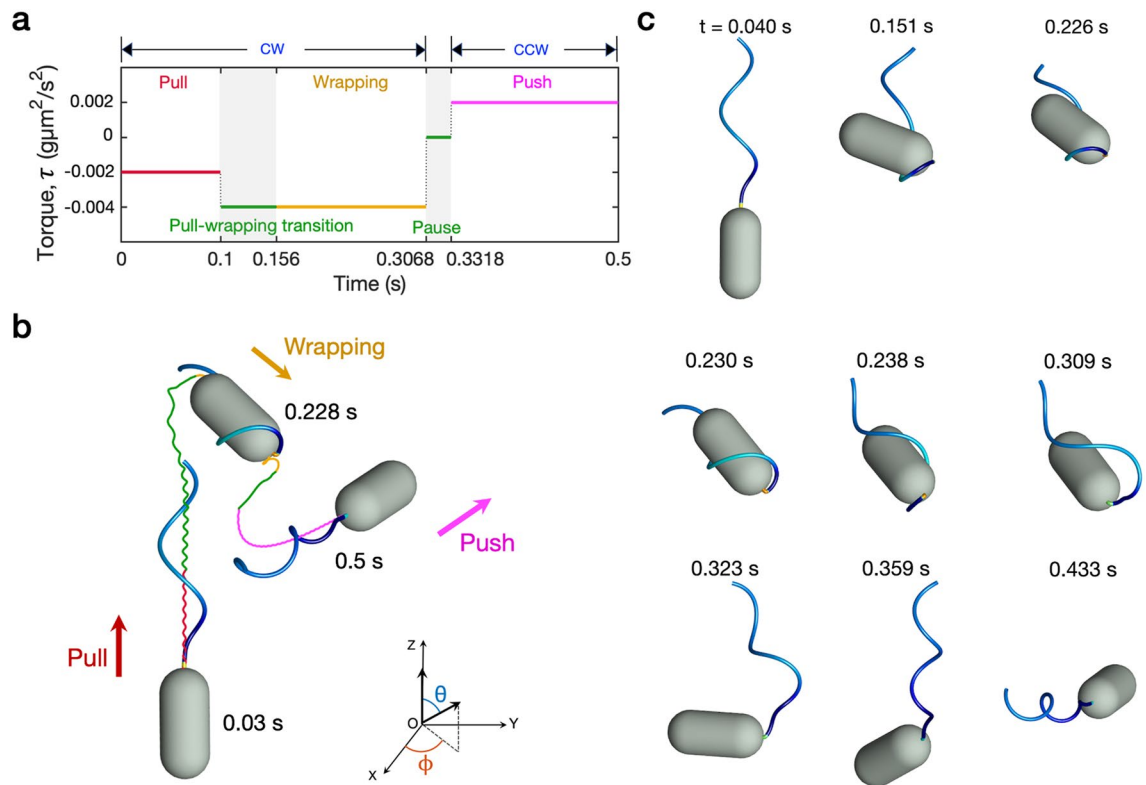 a
CW
CCW
Pull
Wrapping
Push
Torque, τ (gμm²/s²)
0.002
0
-0.002
-0.004
Pull-wrapping transition
Pause
0
0.1
0.156
0.3068
0.3318
0.5
Time (s)
b
Wrapping
0.228 s
0.5 s
Push
Pull
0.03 s
Z
θ
O
Y
X
ϕ
c
t = 0.040 s
0.151 s
0.226 s
0.230 s
0.238 s
0.309 s
0.323 s
0.359 s
0.433 s